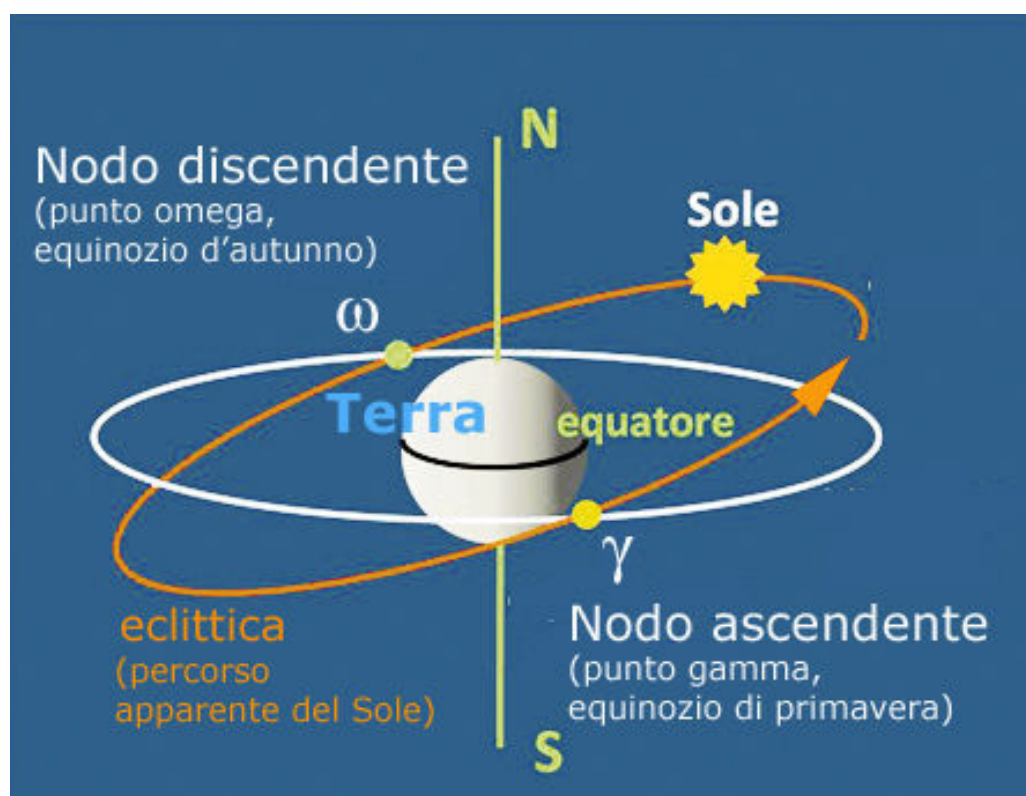 N
Nodo discendente
(punto omega,
equinozio d'autunno)
Sole
ω
Terra
equatore
γ
eclittica
(percorso
apparente del Sole)
Nodo ascendente
(punto gamma,
equinozio di primavera)
S